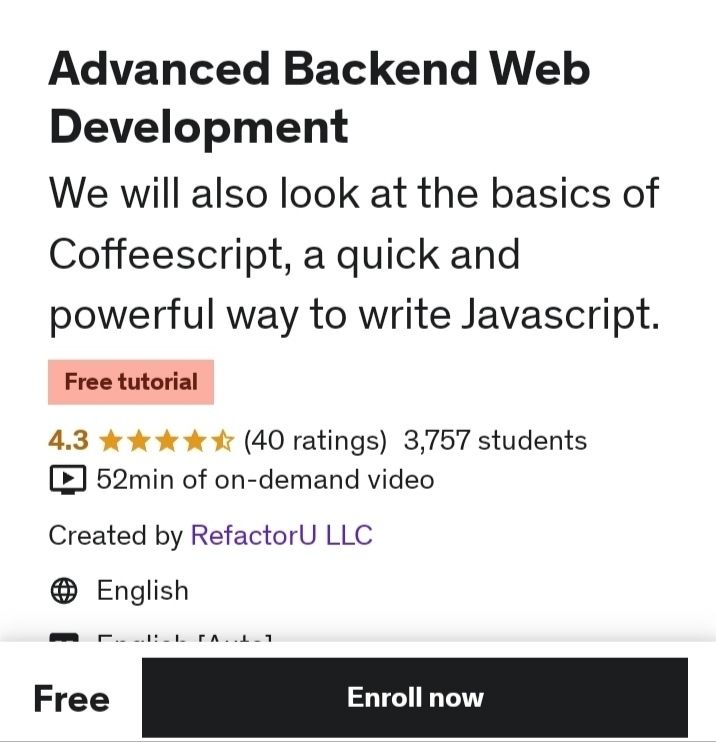 Advanced Backend Web
Development
We will also look at the basics of
Coffeescript, a quick and
powerful way to write Javascript.
Free tutorial
4.3 (40 ratings) 3,757 students
52min of on-demand video
Created by RefactorU LLC
English
English [Auto]
Free Enroll now